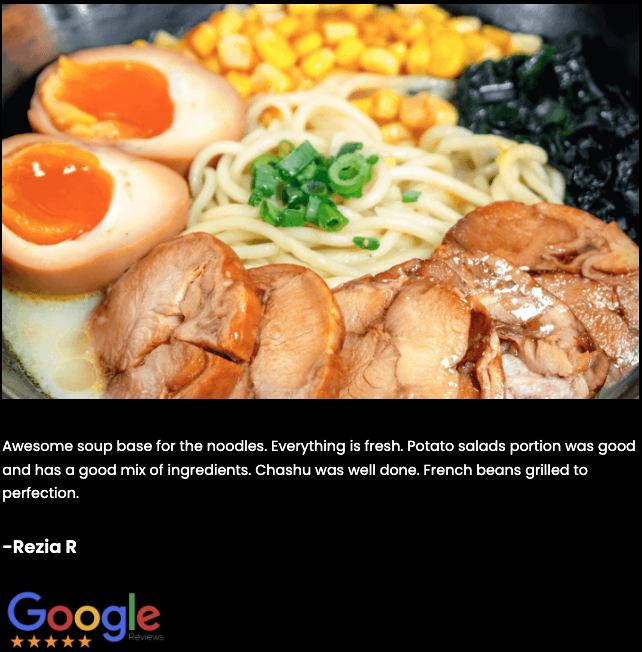 Awesome soup base for the noodles. Everything is fresh. Potato salads portion was good
and has a good mix of ingredients. Chashu was well done. French beans grilled to
perfection.
-Rezia R
Google
Reviews